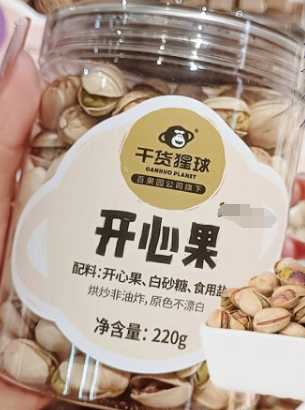 干货猩球
GANHUO PLANET
百果园公司旗下
开心果
配料:开心果、白砂糖、食用盐
烘炒非油炸,原色不漂白
净含量:220g